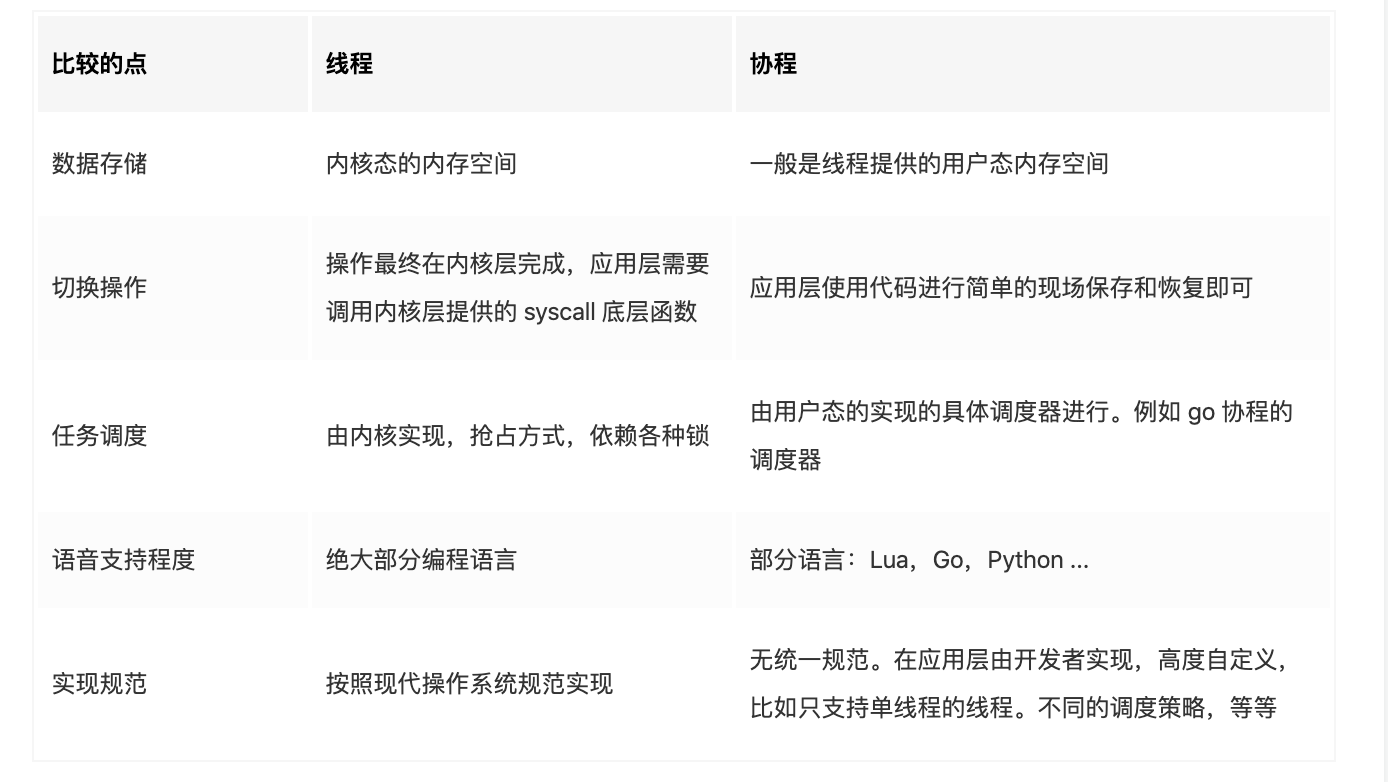 比较的点
线程
协程
数据存储
内核态的内存空间
一般是线程提供的用户态内存空间
切换操作
操作最终在内核层完成，应用层需要
调用内核层提供的 syscall 底层函数
应用层使用代码进行简单的现场保存和恢复即可
任务调度
由内核实现，抢占方式，依赖各种锁
由用户态的实现的具体调度器进行。例如 go 协程的
调度器
语音支持程度
绝大部分编程语言
部分语言：Lua，Go，Python ...
实现规范
按照现代操作系统规范实现
无统一规范。在应用层由开发者实现，高度自定义，
比如只支持单线程的线程。不同的调度策略，等等